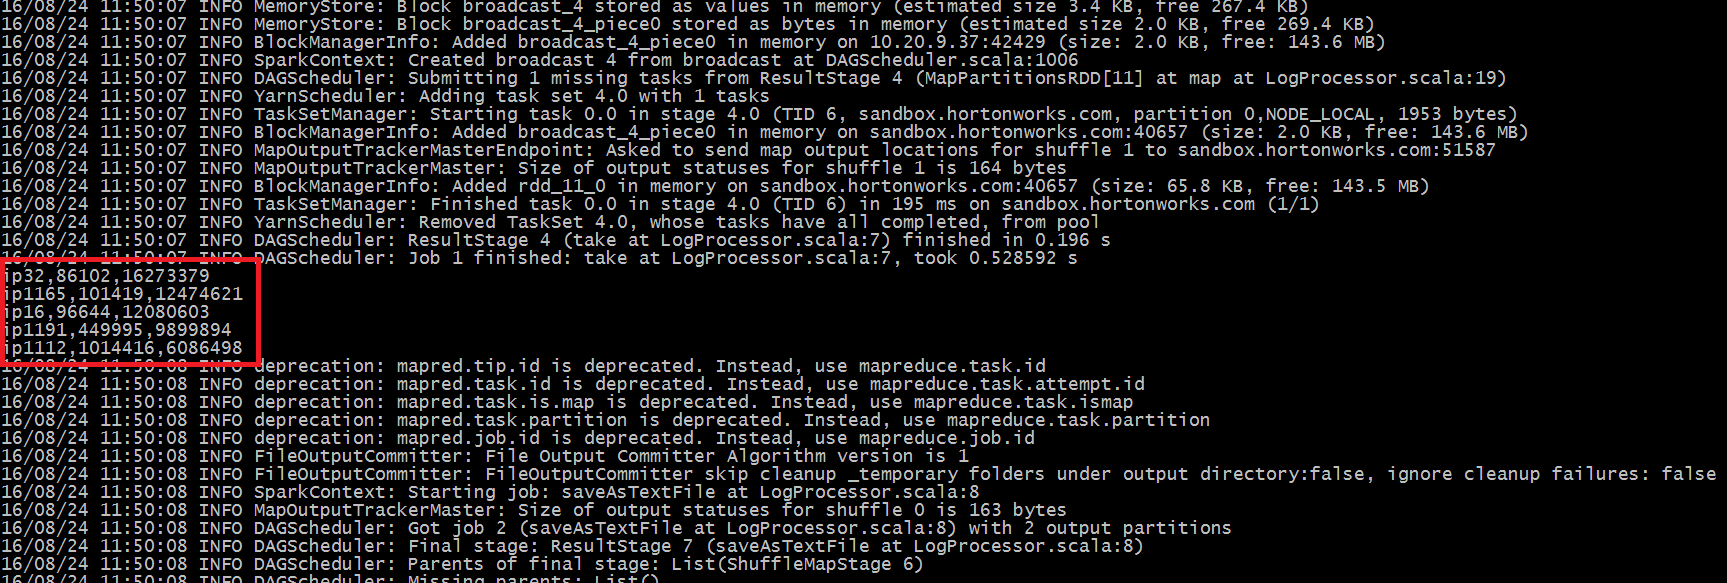 16/08/24 11:50:07 INFO MemoryStore: Block broadcast_4 stored as values in memory (estimated size 3.4 KB, free 267.4 KB)
16/08/24 11:50:07 INFO MemoryStore: Block broadcast_4_piece0 stored as bytes in memory (estimated size 2.0 KB, free 269.4 KB)
16/08/24 11:50:07 INFO BlockManagerInfo: Added broadcast_4_piece0 in memory on 10.20.9.37:42429 (size: 2.0 KB, free: 143.6 MB)
16/08/24 11:50:07 INFO SparkContext: Created broadcast 4 from broadcast at DAGScheduler.scala:1006
16/08/24 11:50:07 INFO DAGScheduler: Submitting 1 missing tasks from ResultStage 4 (MapPartitionsRDD[11] at map at LogProcessor.scala:19)
16/08/24 11:50:07 INFO YarnScheduler: Adding task set 4.0 with 1 tasks
16/08/24 11:50:07 INFO TaskSetManager: Starting task 0.0 in stage 4.0 (TID 6, sandbox.hortonworks.com, partition 0,NODE_LOCAL, 1953 bytes)
16/08/24 11:50:07 INFO BlockManagerInfo: Added broadcast_4_piece0 in memory on sandbox.hortonworks.com:40657 (size: 2.0 KB, free: 143.6 MB)
16/08/24 11:50:07 INFO MapOutputTrackerMasterEndpoint: Asked to send map output locations for shuffle 1 to sandbox.hortonworks.com:51587
16/08/24 11:50:07 INFO MapOutputTrackerMaster: Size of output statuses for shuffle 1 is 164 bytes
16/08/24 11:50:07 INFO BlockManagerInfo: Added rdd_11_0 in memory on sandbox.hortonworks.com:40657 (size: 65.8 KB, free: 143.5 MB)
16/08/24 11:50:07 INFO TaskSetManager: Finished task 0.0 in stage 4.0 (TID 6) in 195 ms on sandbox.hortonworks.com (1/1)
16/08/24 11:50:07 INFO YarnScheduler: Removed TaskSet 4.0, whose tasks have all completed, from pool
16/08/24 11:50:07 INFO DAGScheduler: ResultStage 4 (take at LogProcessor.scala:7) finished in 0.196 s
16/08/24 11:50:07 INFO DAGScheduler: Job 1 finished: take at LogProcessor.scala:7, took 0.528592 s
ip32,86102,16273379
ip1165,101419,12474621
ip16,96644,12080603
ip1191,449995,9899894
ip1112,1014416,6086498
16/08/24 11:50:08 INFO deprecation: mapred.tip.id is deprecated. Instead, use mapreduce.task.id
16/08/24 11:50:08 INFO deprecation: mapred.task.id is deprecated. Instead, use mapreduce.task.attempt.id
16/08/24 11:50:08 INFO deprecation: mapred.task.is.map is deprecated. Instead, use mapreduce.task.ismap
16/08/24 11:50:08 INFO deprecation: mapred.task.partition is deprecated. Instead, use mapreduce.task.partition
16/08/24 11:50:08 INFO deprecation: mapred.job.id is deprecated. Instead, use mapreduce.job.id
16/08/24 11:50:08 INFO FileOutputCommitter: File Output Committer Algorithm version is 1
16/08/24 11:50:08 INFO FileOutputCommitter: FileOutputCommitter skip cleanup _temporary folders under output directory:false, ignore cleanup failures: false
16/08/24 11:50:08 INFO SparkContext: Starting job: saveAsTextFile at LogProcessor.scala:8
16/08/24 11:50:08 INFO MapOutputTrackerMaster: Size of output statuses for shuffle 0 is 163 bytes
16/08/24 11:50:08 INFO DAGScheduler: Got job 2 (saveAsTextFile at LogProcessor.scala:8) with 2 output partitions
16/08/24 11:50:08 INFO DAGScheduler: Final stage: ResultStage 7 (saveAsTextFile at LogProcessor.scala:8)
16/08/24 11:50:08 INFO DAGScheduler: Parents of final stage: List(ShuffleMapStage 6)
16/08/24 11:50:08 INFO DAGScheduler: Missing parents: List()